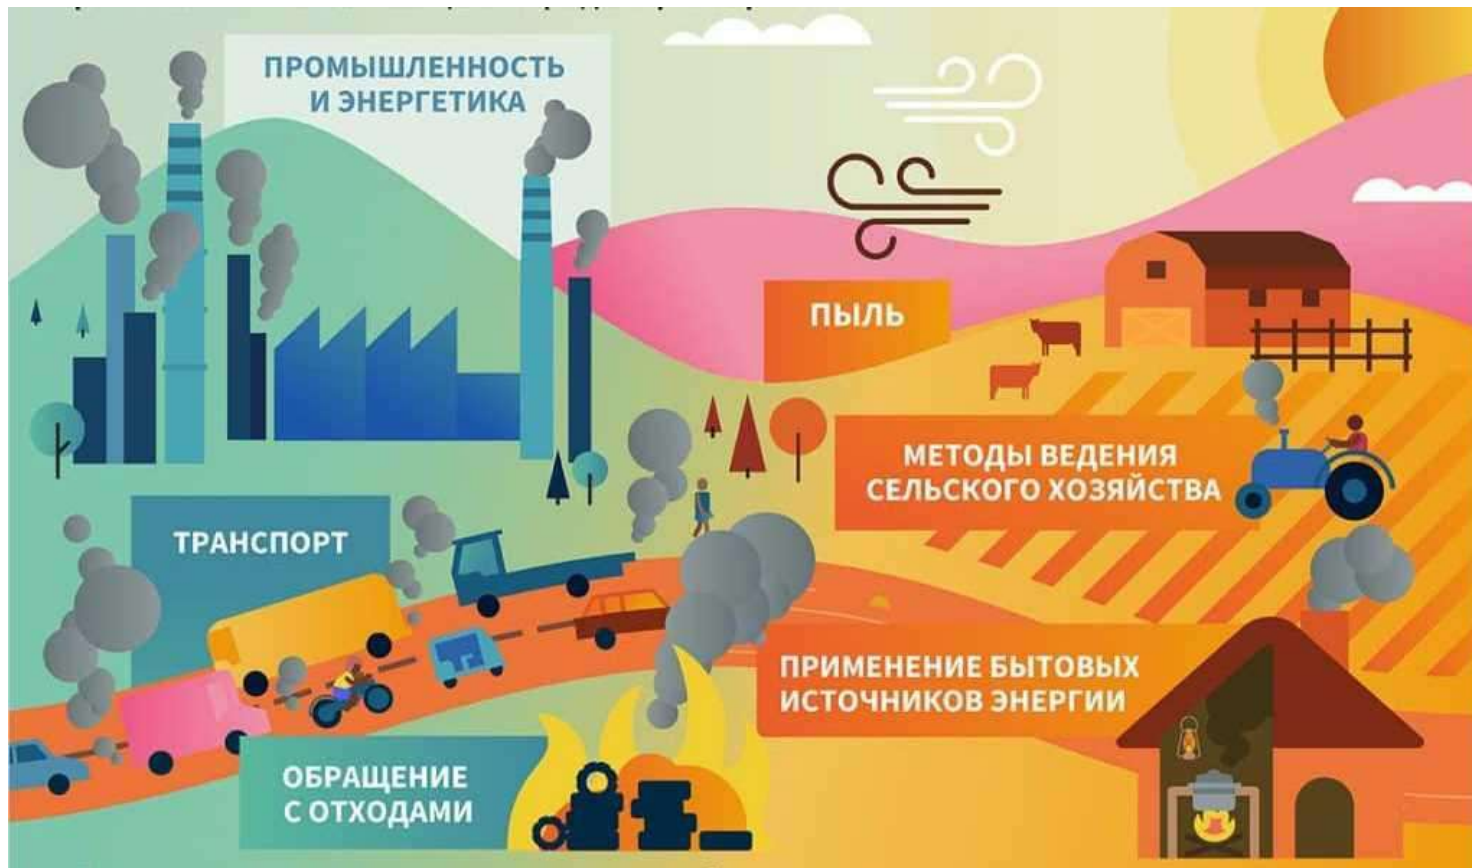 ПРОМЫШЛЕННОСТЬ
И ЭНЕРГЕТИКА
ПЫЛЬ
МЕТОДЫ ВЕДЕНИЯ
СЕЛЬСКОГО ХОЗЯЙСТВА
ТРАНСПОРТ
ПРИМЕНЕНИЕ БЫТОВЫХ
ИСТОЧНИКОВ ЭНЕРГИИ
ОБРАЩЕНИЕ
С ОТХОДАМИ